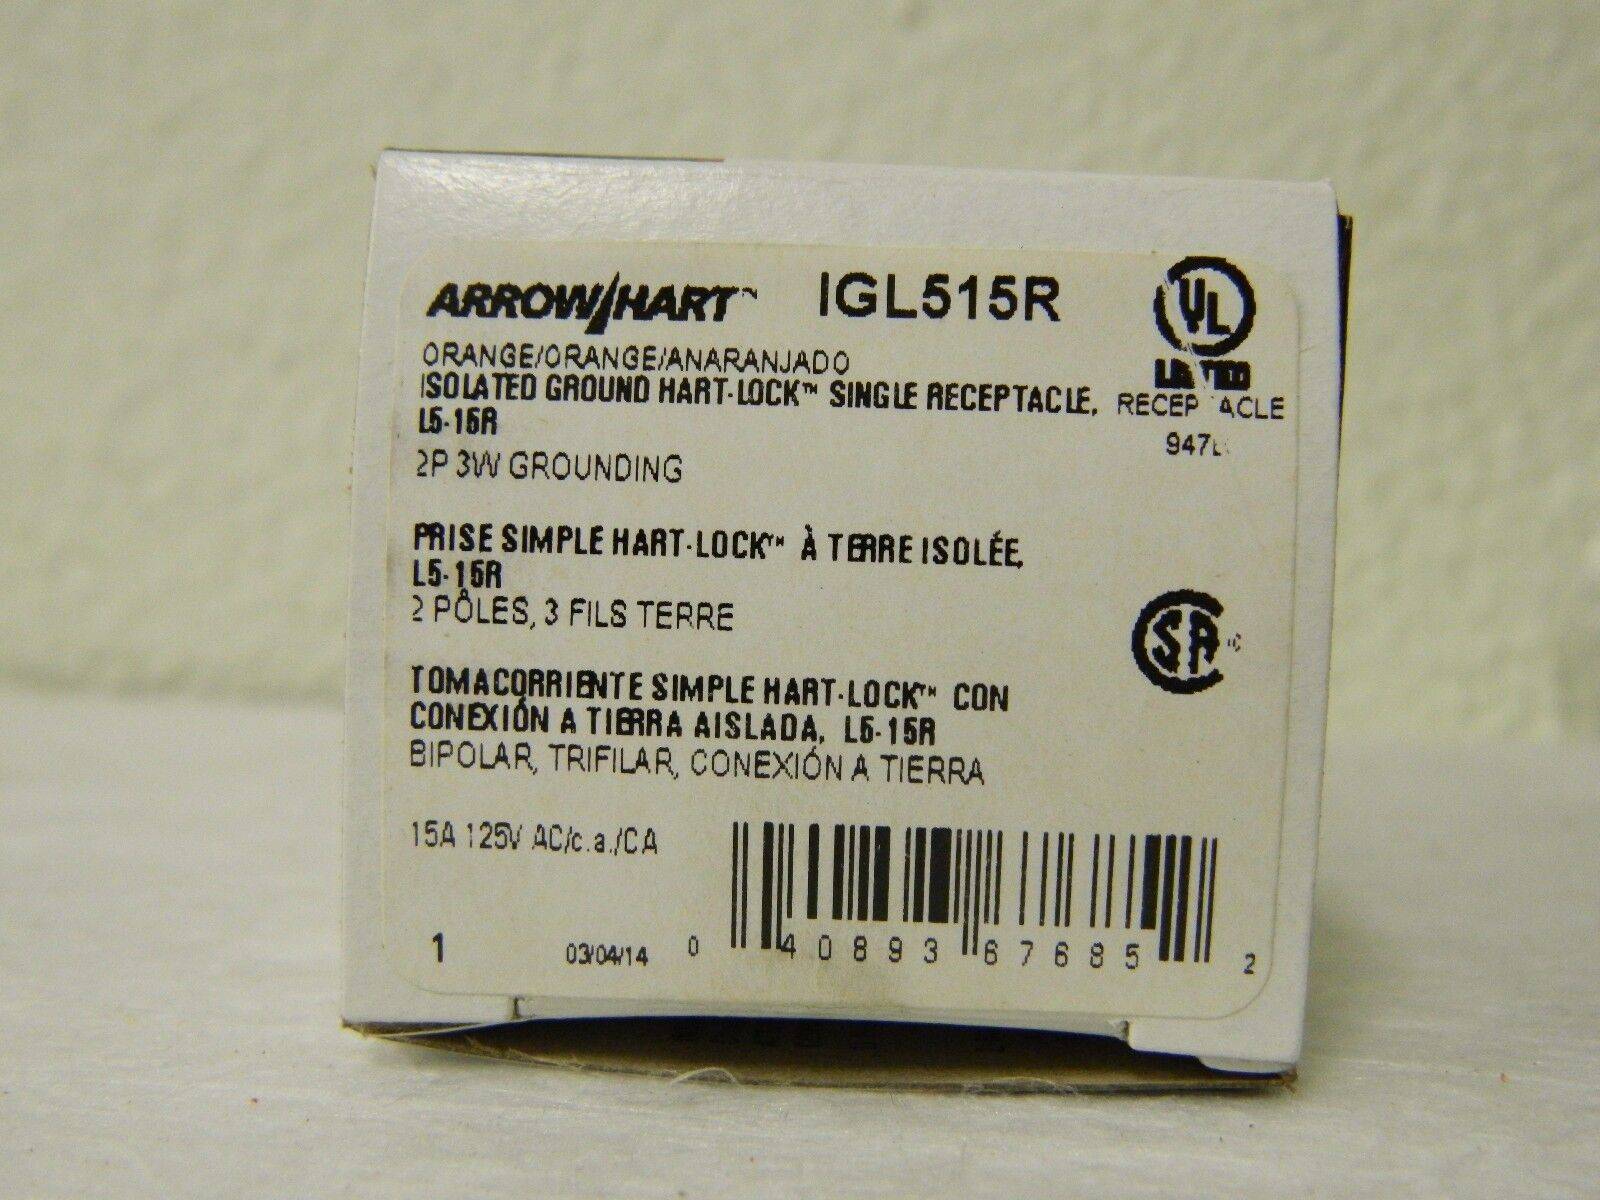 ARROW/HART™ IGL515R
UL
LISTED
RECEPTACLE
ORANGE/ORANGE/ANARANJADO
ISOLATED GROUND HART-LOCK™ SINGLE RECEPTACLE,
L5-15R
2P 3W GROUNDING
PRISE SIMPLE HART-LOCK™ À TERRE ISOLÉE,
L5-15R
2 PÔLES, 3 FILS TERRE
SA
TOMACORRIENTE SIMPLE HART-LOCK™ CON
CONEXIÓN A TIERRA AISLADA, L5-15R
BIPOLAR, TRIFILAR, CONEXIÓN A TIERRA
15A 125V AC/c.a./CA
1 03/04/14 0 40893 67685 2